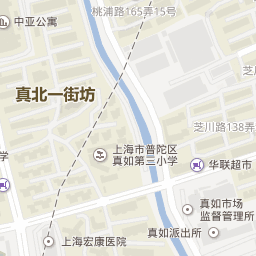 桃浦路165弄15号
中亚公寓
芝川路138弄
真北一街坊
上海市普陀区
真如第三小学
学
华联超市
真如市场
监督管理所
真如派出所
上海宏康医院